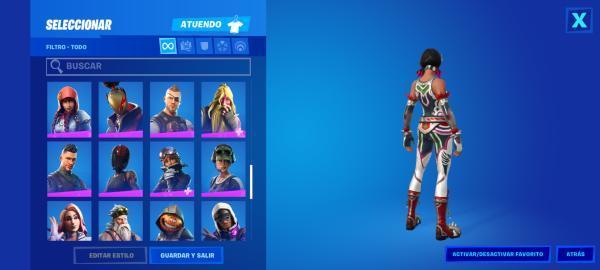 SELECCIONAR
ATUENDO
FILTRO - TODO
BUSCAR
EDITAR ESTILO
GUARDAR Y SALIR
X
ACTIVAR/DESACTIVAR FAVORITO
ATRÁS